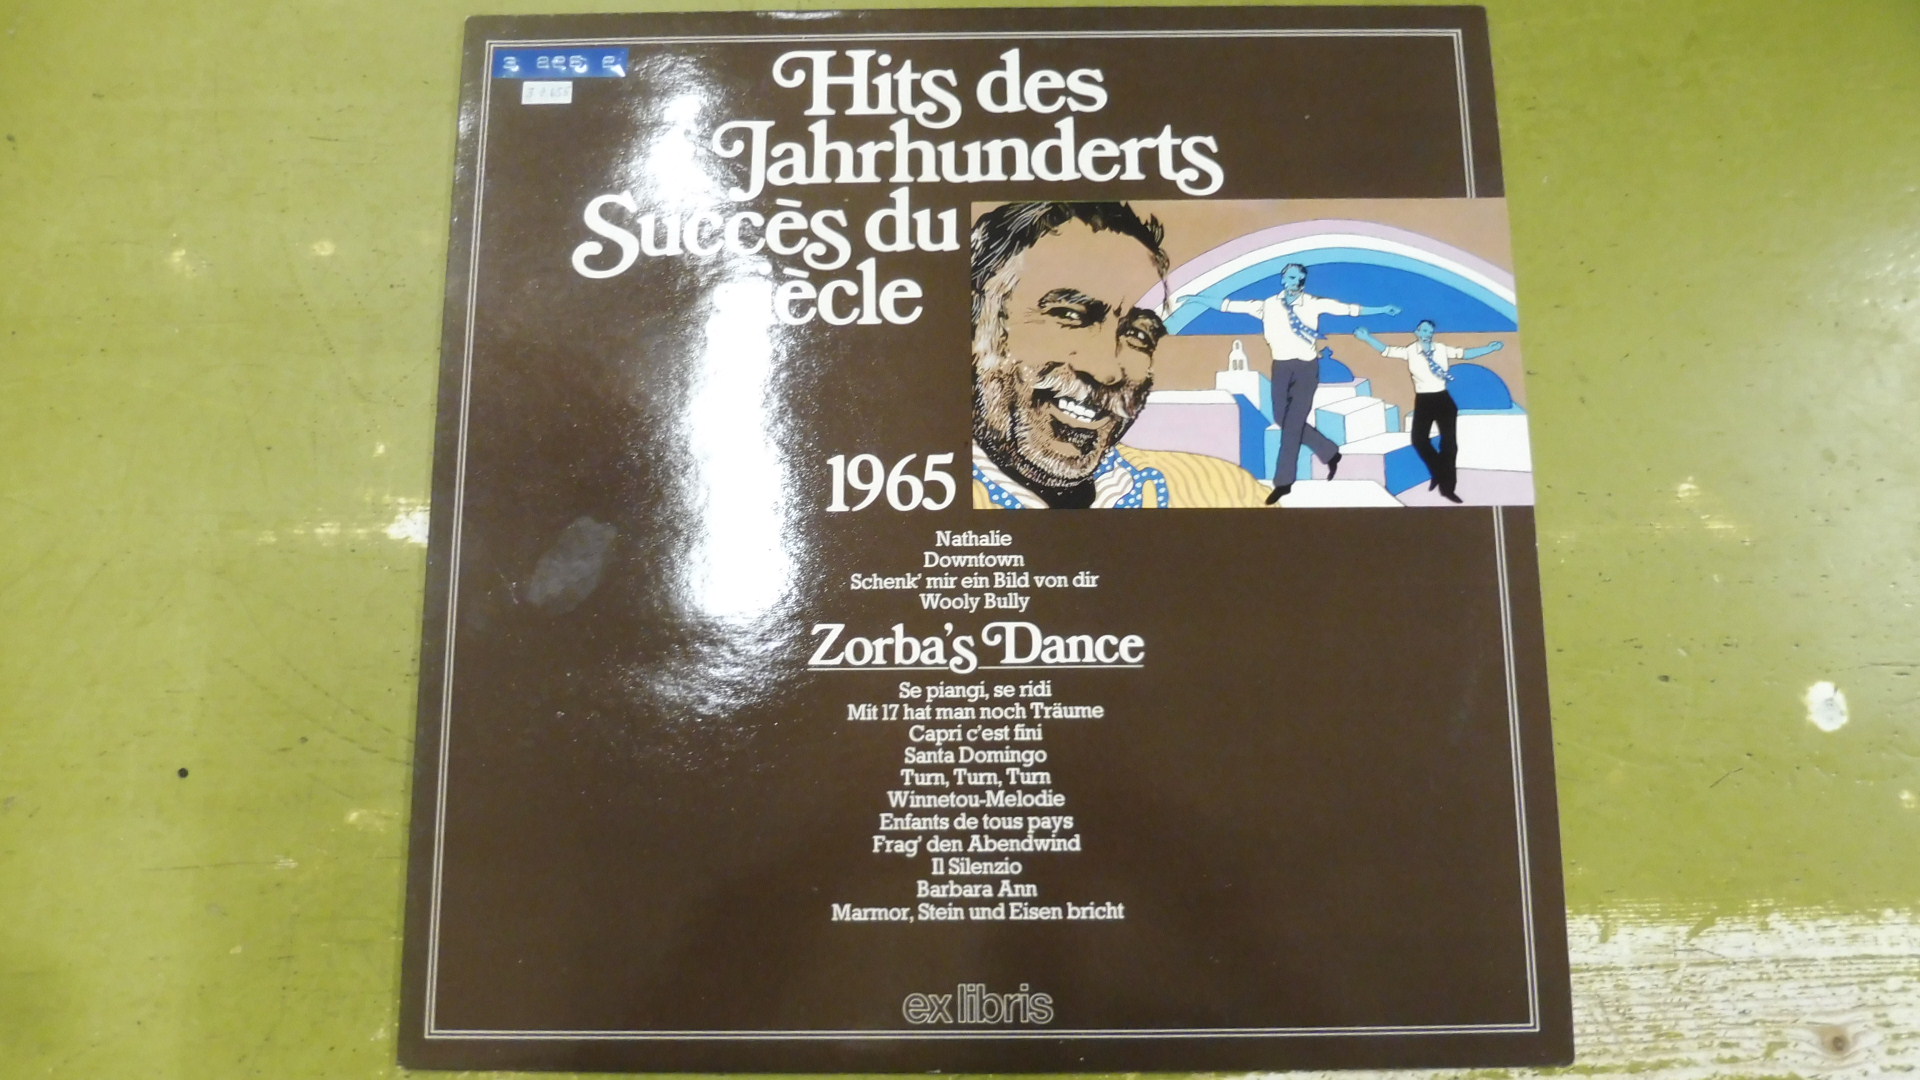 Hits des
Jahrhunderts
Succès du
Siècle
1965
Nathalie
Downtown
Schenk' mir ein Bild von dir
Wooly Bully
Zorba's Dance
Se piangi, se ridi
Mit 17 hat man noch Träume
Capri c'est fini
Santa Domingo
Turn, Turn, Turn
Winnetou-Melodie
Enfants de tous pays
Frag' den Abendwind
Il Silenzio
Barbara Ann
Marmor, Stein und Eisen bricht
ex libris